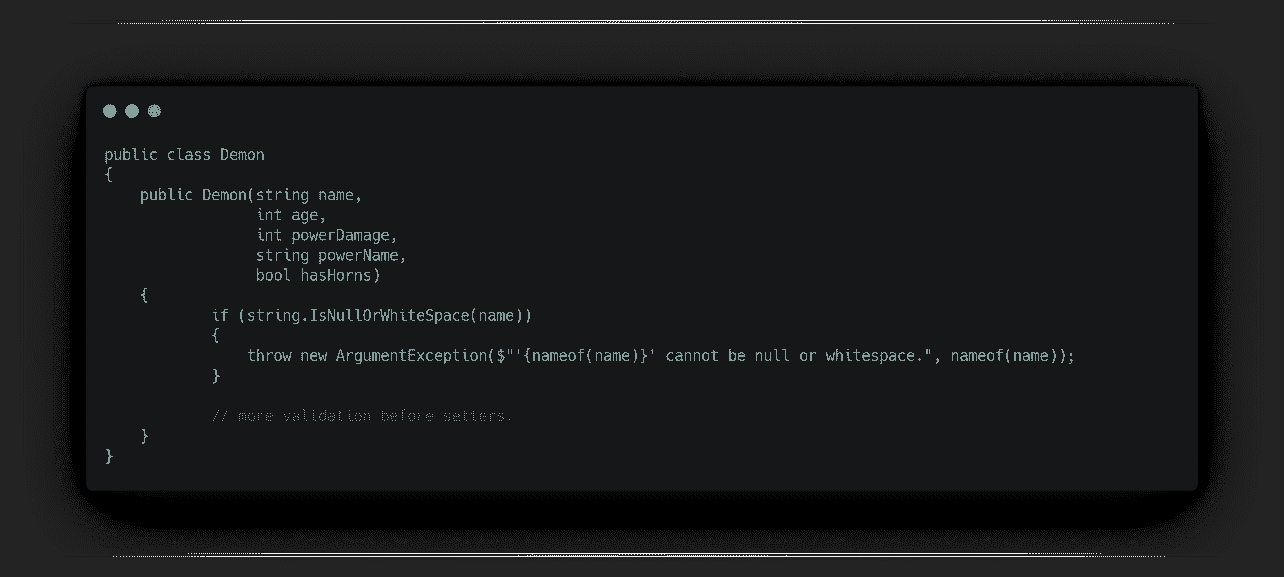 public class Demon
{
    public Demon(string name,
                 int age,
                 int powerDamage,
                 string powerName,
                 bool hasHorns)
    {
            if (string.IsNullOrWhiteSpace(name))
            {
                throw new ArgumentException($"'{nameof(name)}' cannot be null or whitespace.", nameof(name));
            }

            // more validation before setters.
    }
}